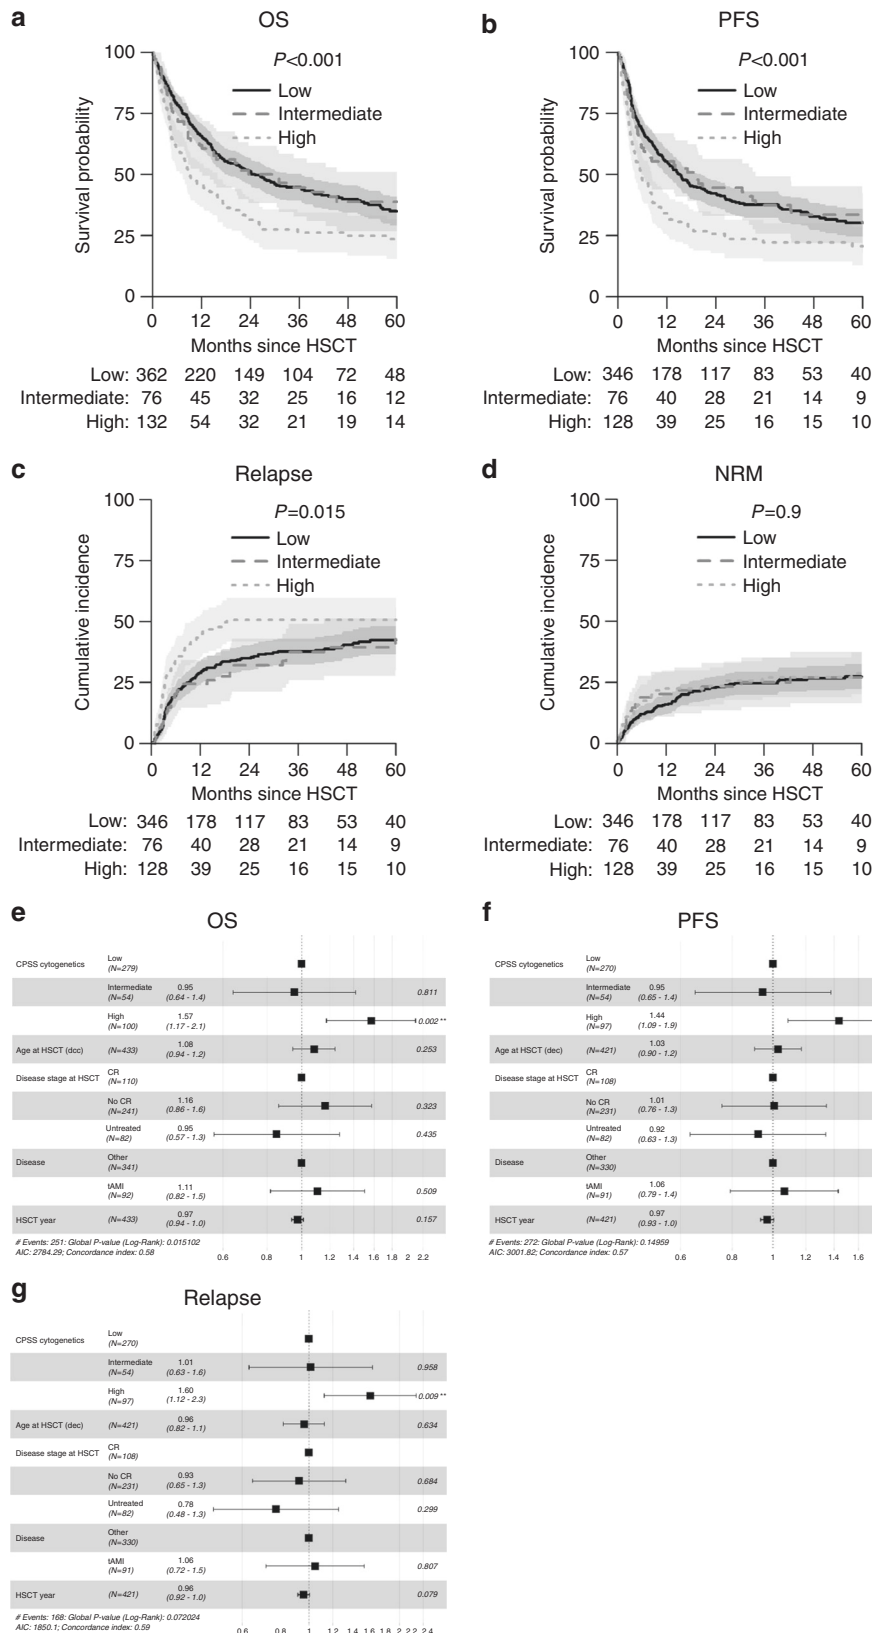 a
OS
100
75
50
25
0
Survival probability
P<0.001
Low
Intermediate
High
0 12 24 36 48 60
Months since HSCT
Low: 362 220 149 104 72 48
Intermediate: 76 45 32 25 16 12
High: 132 54 32 21 19 14
b
PFS
100
75
50
25
0
Survival probability
P<0.001
Low
Intermediate
High
0 12 24 36 48 60
Months since HSCT
Low: 346 178 117 83 53 40
Intermediate: 76 40 28 21 14 9
High: 128 39 25 16 15 10
c
Relapse
100
75
50
25
0
Cumulative incidence
P=0.015
Low
Intermediate
High
0 12 24 36 48 60
Months since HSCT
Low: 346 178 117 83 53 40
Intermediate: 76 40 28 21 14 9
High: 128 39 25 16 15 10
d
NRM
100
75
50
25
0
Cumulative incidence
P=0.9
Low
Intermediate
High
0 12 24 36 48 60
Months since HSCT
Low: 346 178 117 83 53 40
Intermediate: 76 40 28 21 14 9
High: 128 39 25 16 15 10
e
OS
CPSS cytogenetics Low
(N=279)
Intermediate 0.95
(N=54) (0.64 - 1.4) 0.811
High 1.57
(N=100) (1.17 - 2.1) 0.002 **
Age at HSCT (dcc) (N=433) 1.08
(0.94 - 1.2) 0.253
Disease stage at HSCT CR
(N=110)
No CR 1.16
(N=241) (0.86 - 1.6) 0.323
Untreated 0.95
(N=82) (0.57 - 1.3) 0.435
Disease Other
(N=341)
tAMI 1.11
(N=92) (0.82 - 1.5) 0.509
HSCT year (N=433) 0.97
(0.94 - 1.0) 0.157
# Events: 251: Global P-value (Log-Rank): 0.015102
AIC: 2784.29; Concordance index: 0.58
0.6 0.8 1 1.2 1.4 1.6 1.8 2 2.2
f
PFS
CPSS cytogenetics Low
(N=270)
Intermediate 0.95
(N=54) (0.65 - 1.4)
High 1.44
(N=97) (1.09 - 1.9)
Age at HSCT (dec) (N=421) 1.03
(0.90 - 1.2)
Disease stage at HSCT CR
(N=108)
No CR 1.01
(N=231) (0.76 - 1.3)
Untreated 0.92
(N=82) (0.63 - 1.3)
Disease Other
(N=330)
tAMI 1.06
(N=91) (0.79 - 1.4)
HSCT year (N=421) 0.97
(0.93 - 1.0)
# Events: 272: Global P-value (Log-Rank): 0.14959
AIC: 3001.82; Concordance index: 0.57
0.6 0.8 1 1.2 1.4 1.6
g
Relapse
CPSS cytogenetics Low
(N=270)
Intermediate 1.01
(N=54) (0.63 - 1.6) 0.958
High 1.60
(N=97) (1.12 - 2.3) 0.009 **
Age at HSCT (dec) (N=421) 0.96
(0.82 - 1.1) 0.634
Disease stage at HSCT CR
(N=108)
No CR 0.93
(N=231) (0.65 - 1.3) 0.684
Untreated 0.78
(N=82) (0.48 - 1.3) 0.299
Disease Other
(N=330)
tAMI 1.06
(N=91) (0.72 - 1.5) 0.807
HSCT year (N=421) 0.96
(0.92 - 1.0) 0.079
# Events: 168: Global P-value (Log-Rank): 0.072024
AIC: 1850.1; Concordance index: 0.59
0.6 0.8 1 1.2 1.4 1.6 1.8 2 2.2 2.4